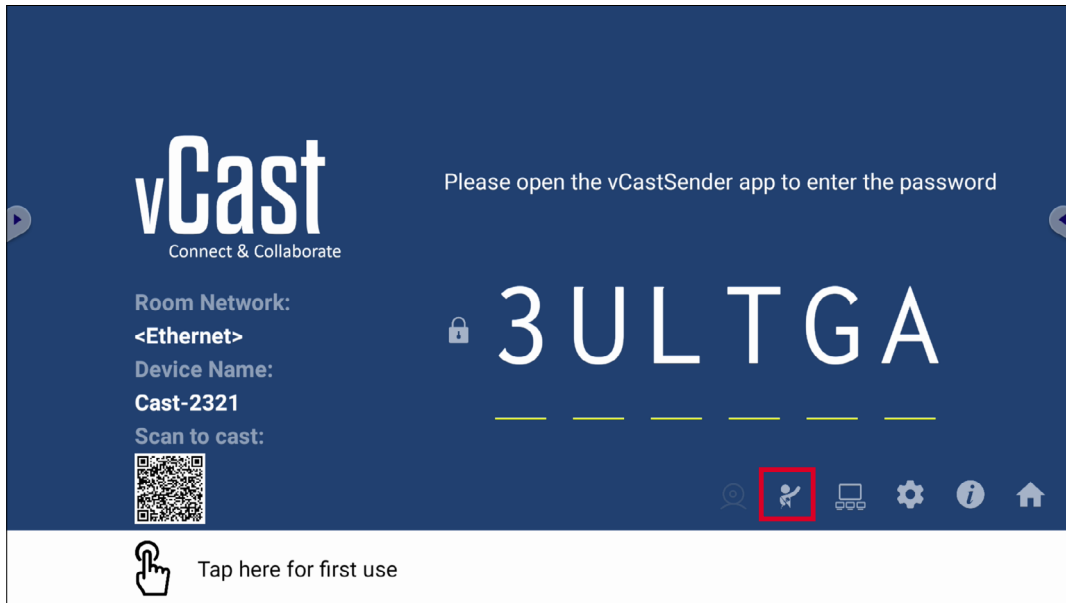 vCast
Connect & Collaborate
Please open the vCastSender app to enter the password
Room Network:
<Ethernet>
Device Name:
Cast-2321
Scan to cast:
3ULTGA
Tap here for first use